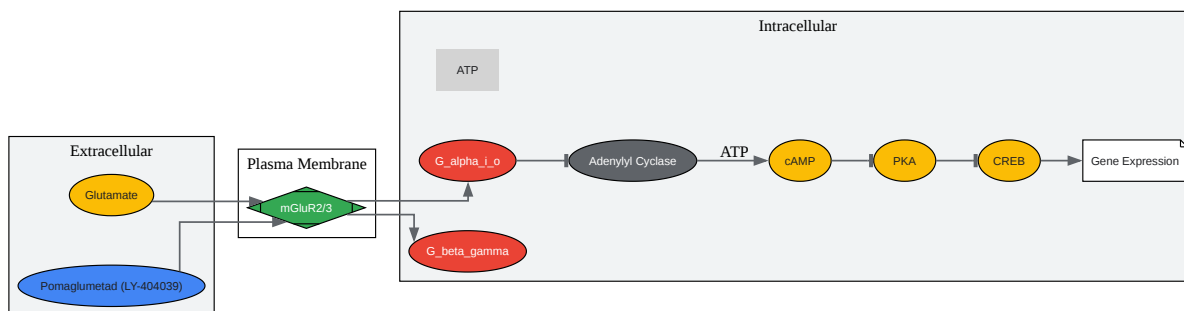 Intracellular
ATP
Extracellular
Plasma Membrane
Glutamate
mGluR2/3
Pomaglumetad (LY-404039)
G_alpha_i_o
G_beta_gamma
Adenylyl Cyclase
ATP
cAMP
PKA
CREB
Gene Expression